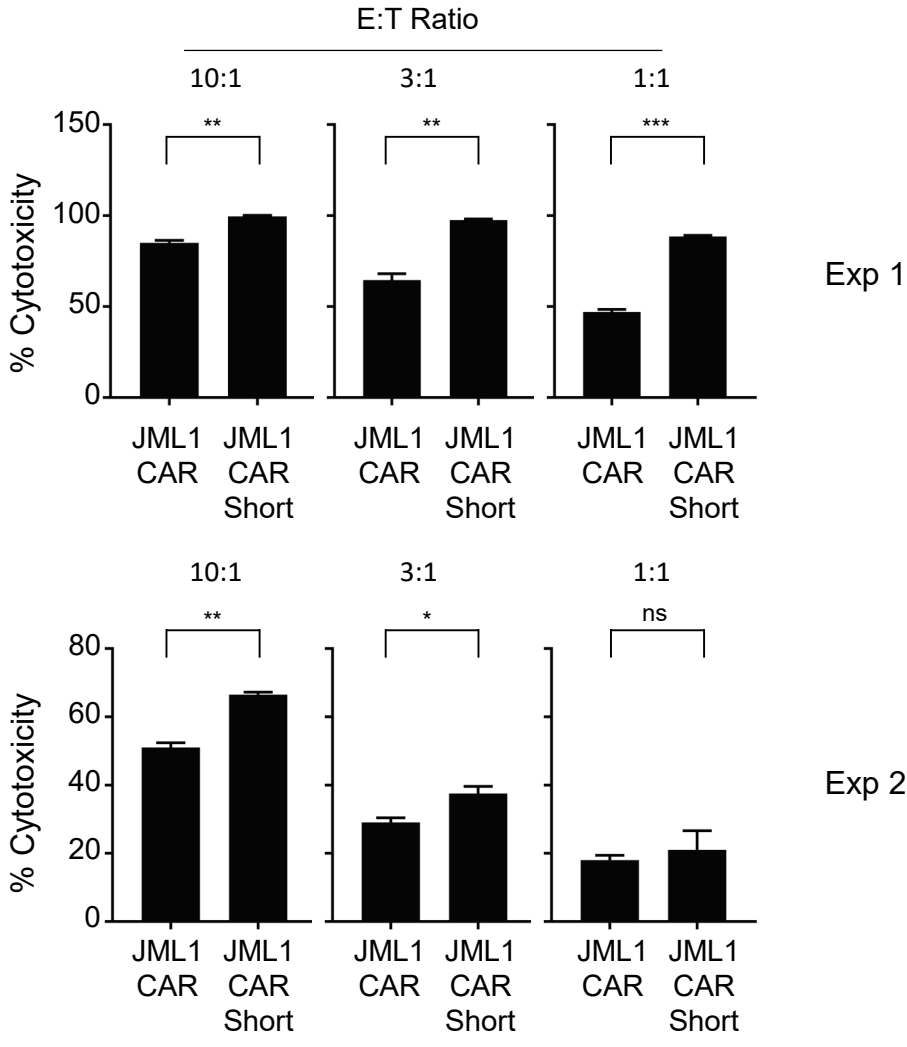 E:T Ratio
10:1 3:1 1:1
** ** ***
150
100
50
0
% Cytotoxicity
Exp 1
JML1 JML1 JML1 JML1 JML1 JML1
CAR CAR CAR CAR CAR CAR
Short Short Short
10:1 3:1 1:1
** * ns
80
60
40
20
0
% Cytotoxicity
Exp 2
JML1 JML1 JML1 JML1 JML1 JML1
CAR CAR CAR CAR CAR CAR
Short Short Short